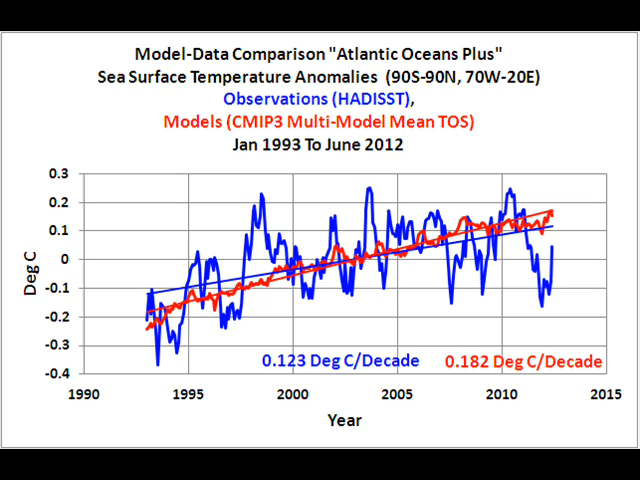 Model-Data Comparison "Atlantic Oceans Plus"
Sea Surface Temperature Anomalies (90S-90N, 70W-20E)
Observations (HADISST),
Models (CMIP3 Multi-Model Mean TOS)
Jan 1993 To June 2012
0.3
0.2
0.1
0
-0.1
-0.2
-0.3
-0.4
Deg C
0.123 Deg C/Decade
0.182 Deg C/Decade
1990 1995 2000 2005 2010 2015
Year